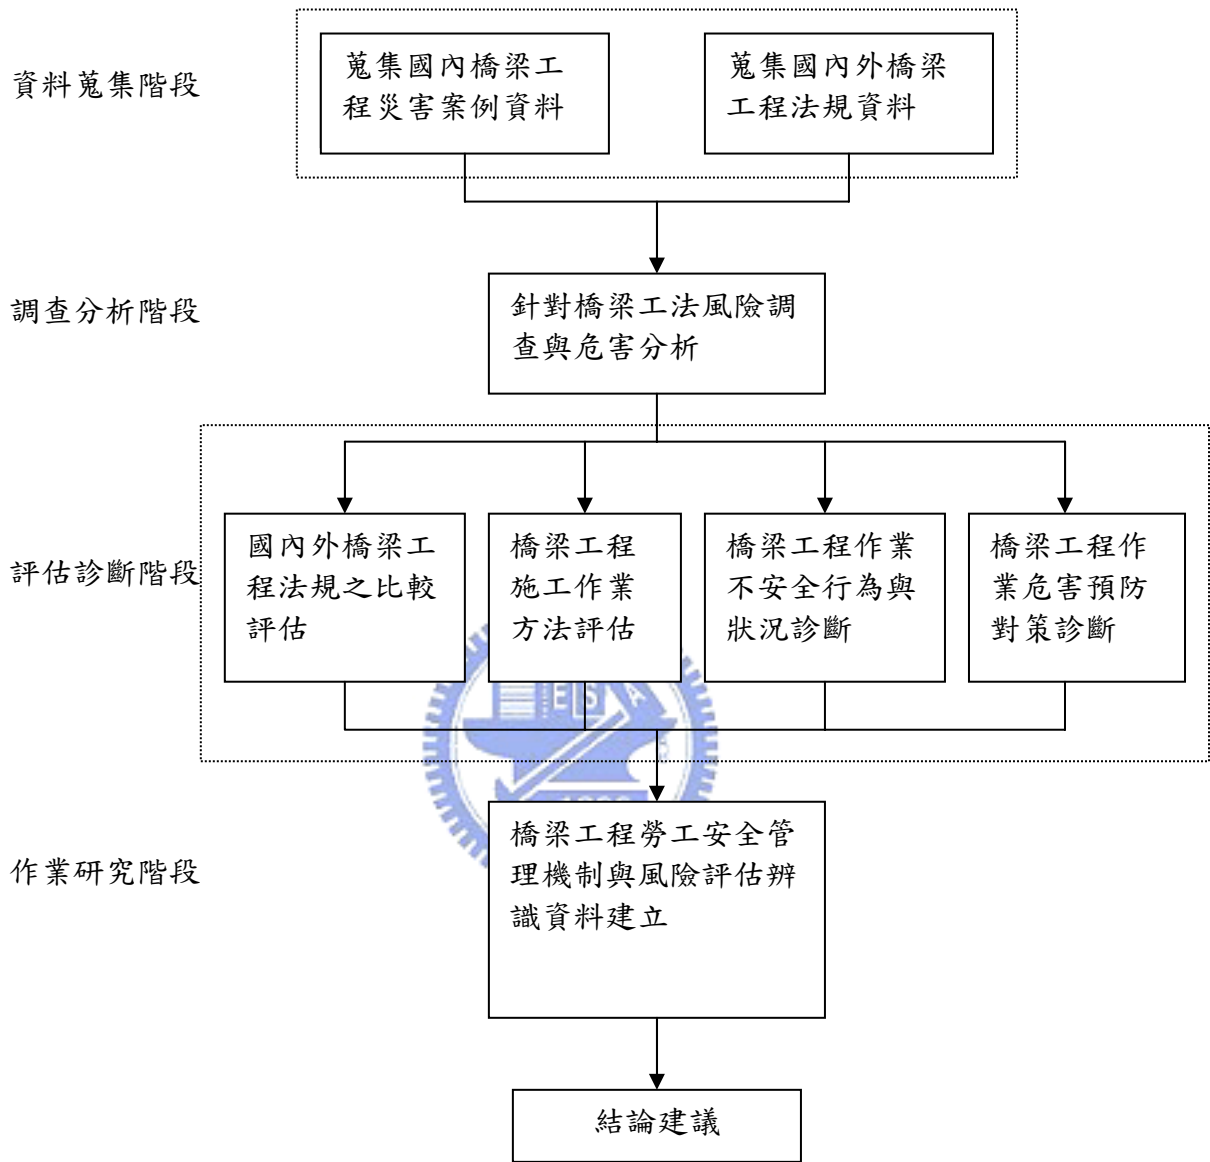 資料蒐集階段
蒐集國內橋梁工
程災害案例資料
蒐集國內外橋梁
工程法規資料
調查分析階段
針對橋梁工法風險調
查與危害分析
評估診斷階段
國內外橋梁工
程法規之比較
評估
橋梁工程
施工作業
方法評估
橋梁工程作業
不安全行為與
狀況診斷
橋梁工程作
業危害預防
對策診斷
ES
A
作業研究階段
橋梁工程勞工安全管
理機制與風險評估辨
識資料建立
結論建議